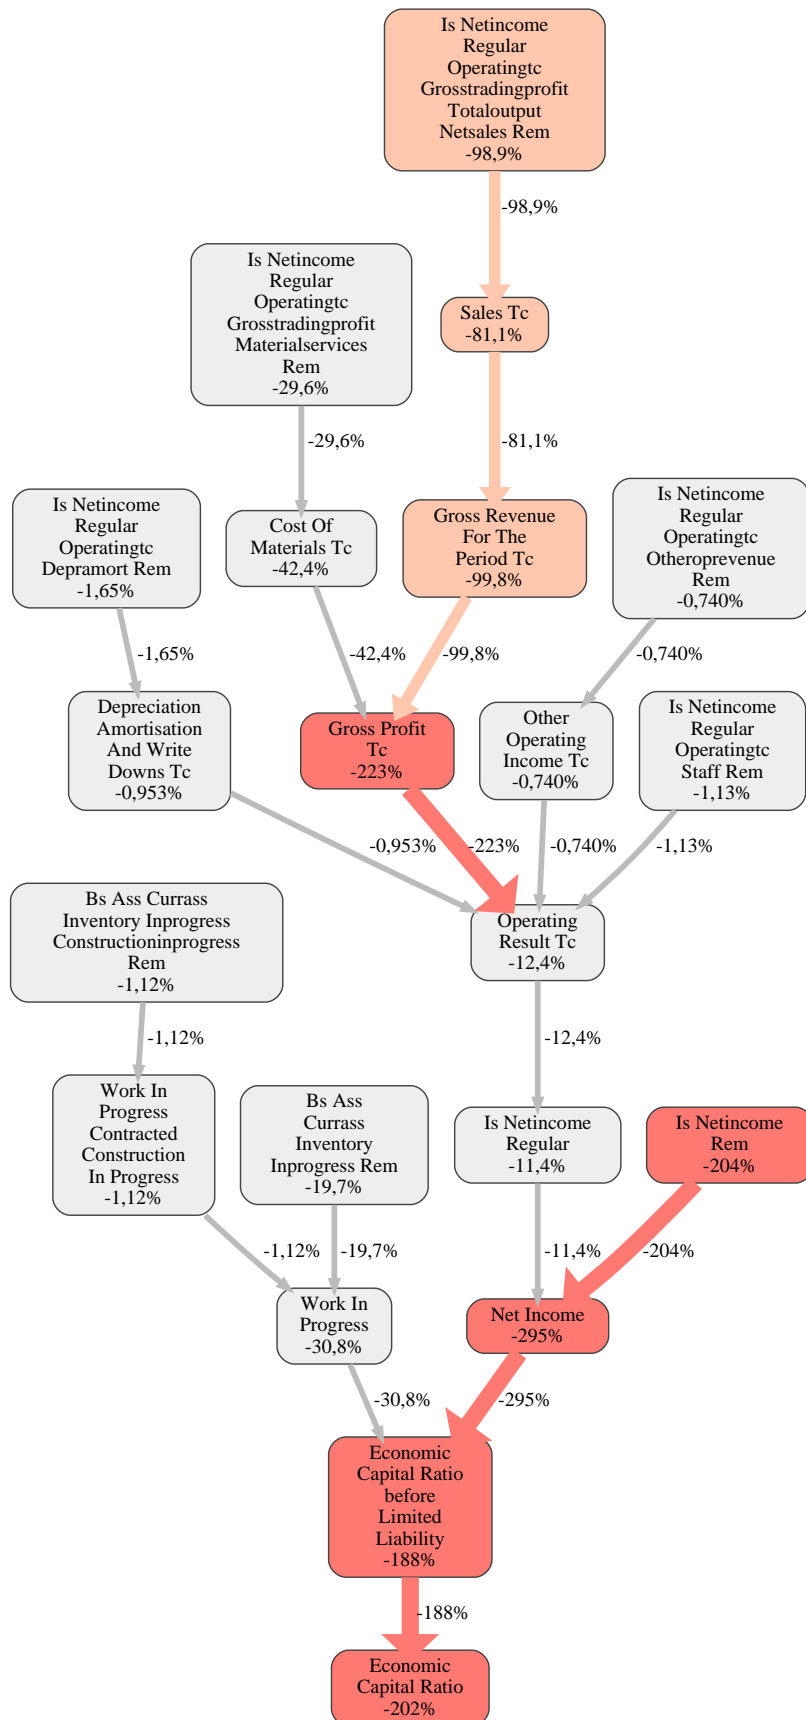 Is Netincome
Regular
Operatingtc
Grosstradingprofit
Totaloutput
Netsales Rem
-98,9%
-98,9%
Is Netincome
Regular
Operatingtc
Grosstradingprofit
Materialservices
Rem
-29,6%
Sales Tc
-81,1%
-29,6%
-81,1%
Is Netincome
Regular
Operatingtc
Depramort Rem
-1,65%
Cost Of
Materials Tc
-42,4%
Gross Revenue
For The
Period Tc
-99,8%
Is Netincome
Regular
Operatingtc
Otheroprevenue
Rem
-0,740%
-1,65%
-42,4%
-99,8%
-0,740%
Depreciation
Amortisation
And Write
Downs Tc
-0,953%
Gross Profit
Tc
-223%
Other
Operating
Income Tc
-0,740%
Is Netincome
Regular
Operatingtc
Staff Rem
-1,13%
-0,953%
-223%
-0,740%
-1,13%
Bs Ass Currass
Inventory Inprogress
Constructioninprogress
Rem
-1,12%
Operating
Result Tc
-12,4%
-1,12%
-12,4%
Work In
Progress
Contracted
Construction
In Progress
-1,12%
Bs Ass
Currass
Inventory
Inprogress Rem
-19,7%
Is Netincome
Regular
-11,4%
Is Netincome
Rem
-204%
-1,12%
-19,7%
-11,4%
-204%
Work In
Progress
-30,8%
Net Income
-295%
-30,8%
-295%
Economic
Capital Ratio
before
Limited
Liability
-188%
-188%
Economic
Capital Ratio
-202%